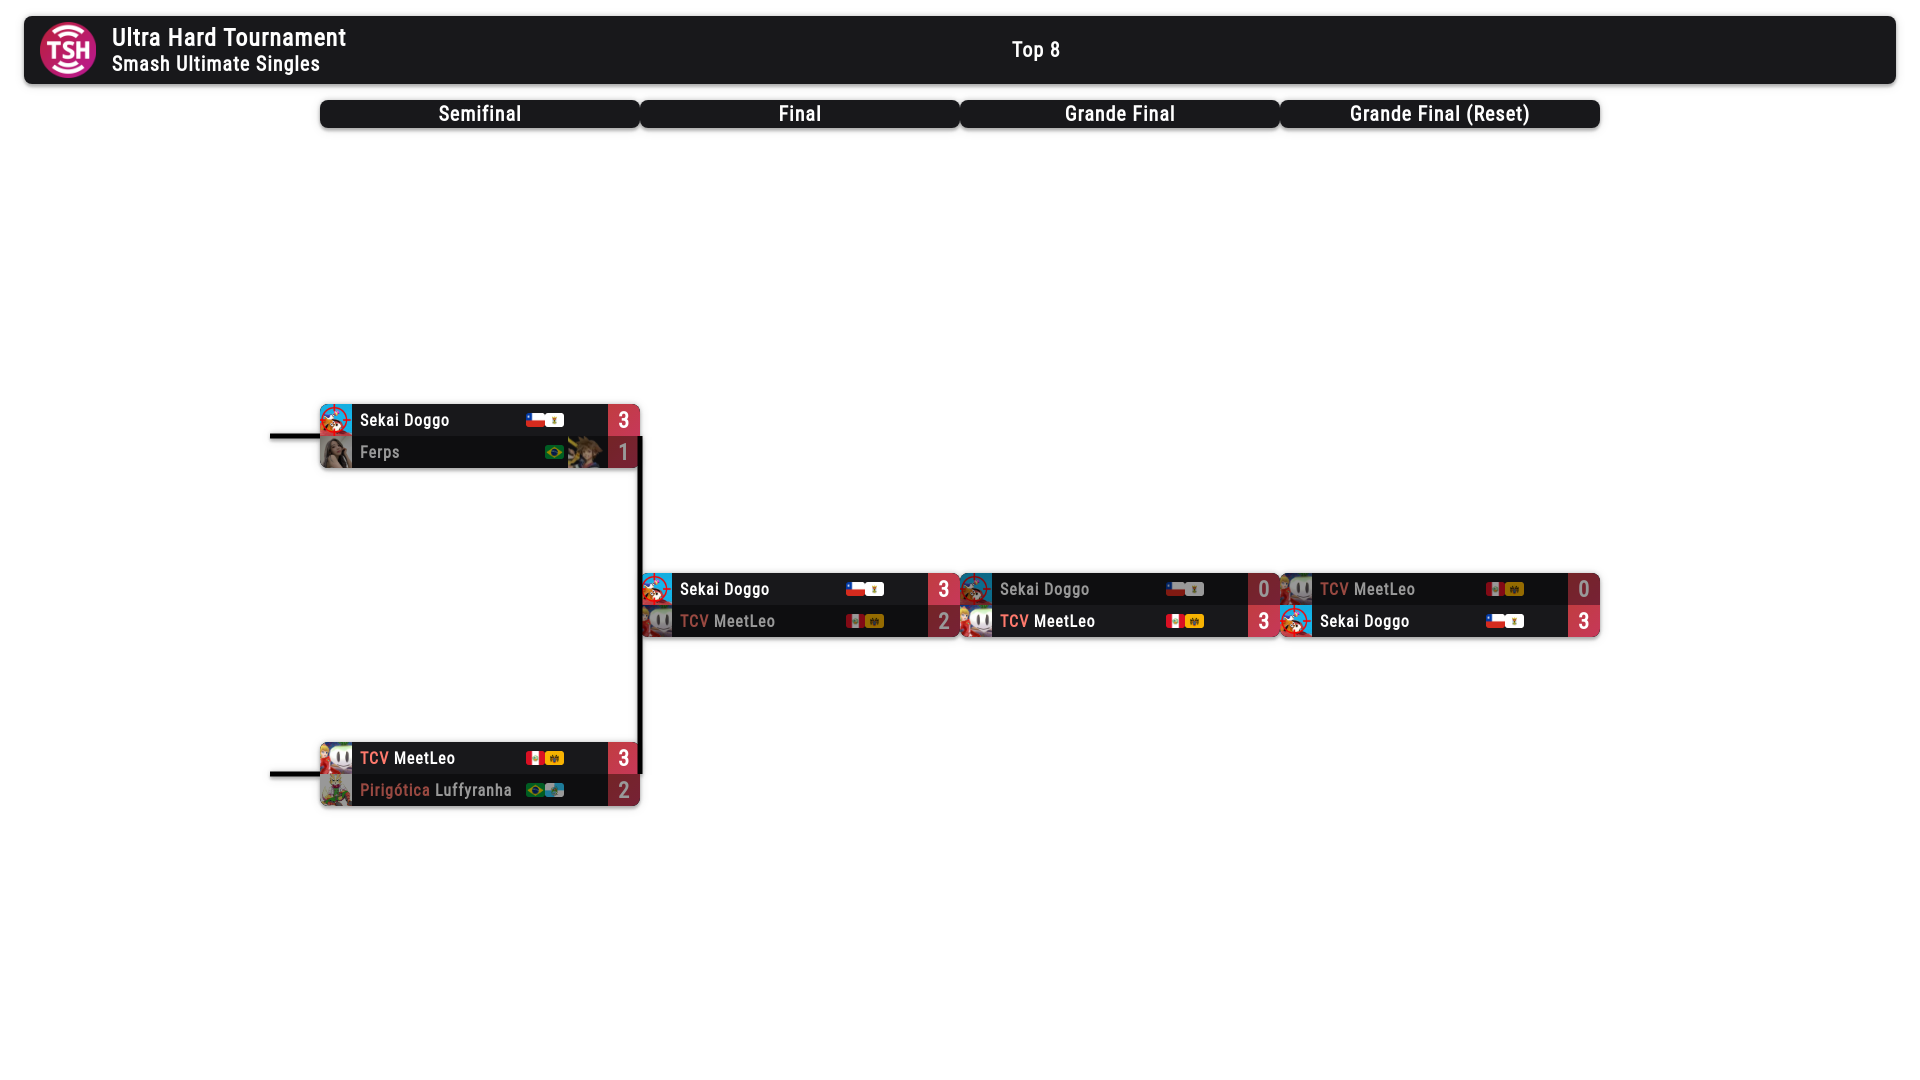 TSH
Ultra Hard Tournament
Smash Ultimate Singles
Top 8
Semifinal
Final
Grande Final
Grande Final (Reset)
Sekai Doggo 3
Ferps 1
TCV MeetLeo 3
Pirigótica Luffyranha 2
Sekai Doggo 3
TCV MeetLeo 2
Sekai Doggo 0
TCV MeetLeo 3
TCV MeetLeo 0
Sekai Doggo 3